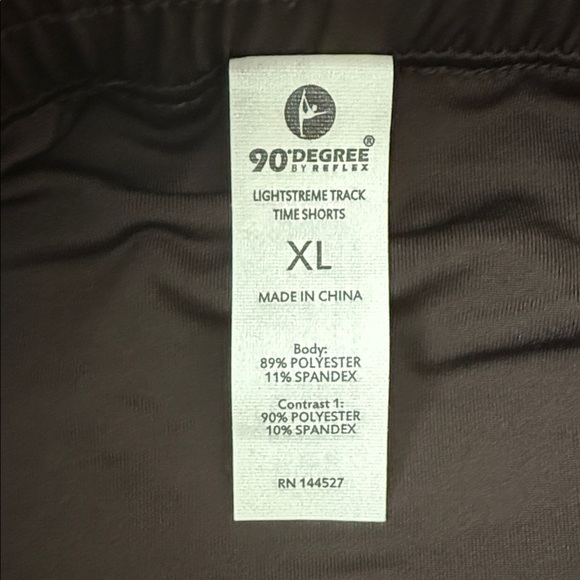 90°DEGREE®
BY REFLEX
LIGHTSTREME TRACK
TIME SHORTS
XL
MADE IN CHINA
Body:
89% POLYESTER
11% SPANDEX
Contrast 1:
90% POLYESTER
10% SPANDEX
RN 144527